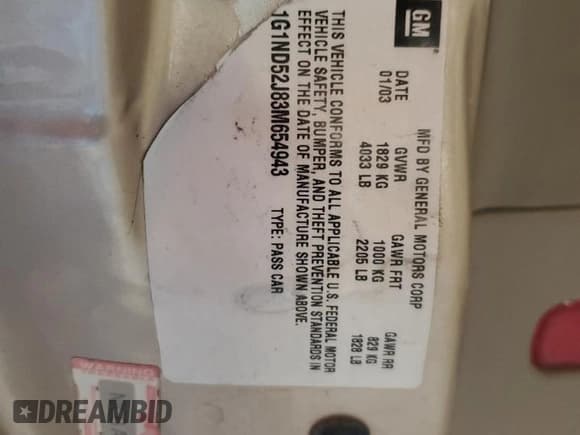 GM
MFD BY GENERAL MOTORS CORP
DATE GVWR GAWR FRT GAWR RR
01/03 1829 KG 1000 KG 829 KG
4033 LB 2205 LB 1828 LB
THIS VEHICLE CONFORMS TO ALL APPLICABLE U.S. FEDERAL MOTOR
VEHICLE SAFETY, BUMPER, AND THEFT PREVENTION STANDARDS IN
EFFECT ON THE DATE OF MANUFACTURE SHOWN ABOVE.
1G1ND52J83M654943 TYPE: PASS CAR
WARNING
DREAMBID